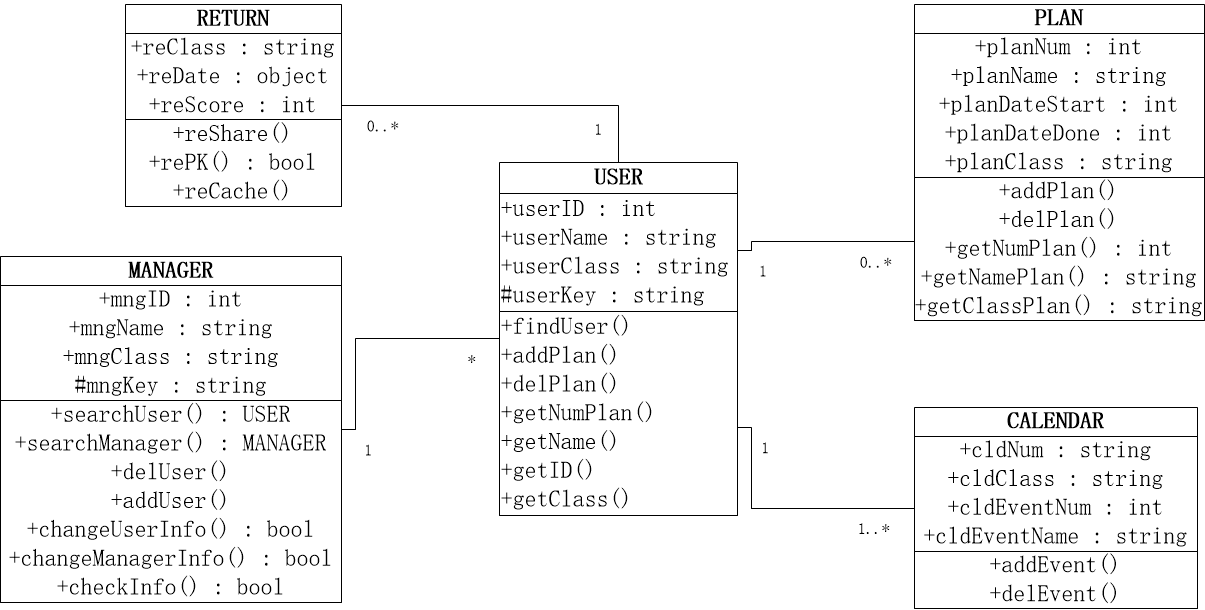 RETURN
+reClass : string
+reDate : object
+reScore : int
+reShare()
+rePK() : bool
+reCache()
0..*
1
PLAN
+planNum : int
+planName : string
+planDateStart : int
+planDateDone : int
+planClass : string
+addPlan()
+delPlan()
+getNumPlan() : int
+getNamePlan() : string
+getClassPlan() : string
USER
+userID : int
+userName : string
+userClass : string
#userKey : string
+findUser()
+addPlan()
+delPlan()
+getNumPlan()
+getName()
+getID()
+getClass()
1
0..*
MANAGER
+mngID : int
+mngName : string
+mngClass : string
#mngKey : string
+searchUser() : USER
+searchManager() : MANAGER
+delUser()
+addUser()
+changeUserInfo() : bool
+changeManagerInfo() : bool
+checkInfo() : bool
*
1
1
1..*
CALENDAR
+cldNum : string
+cldClass : string
+cldEventNum : int
+cldEventName : string
+addEvent()
+delEvent()